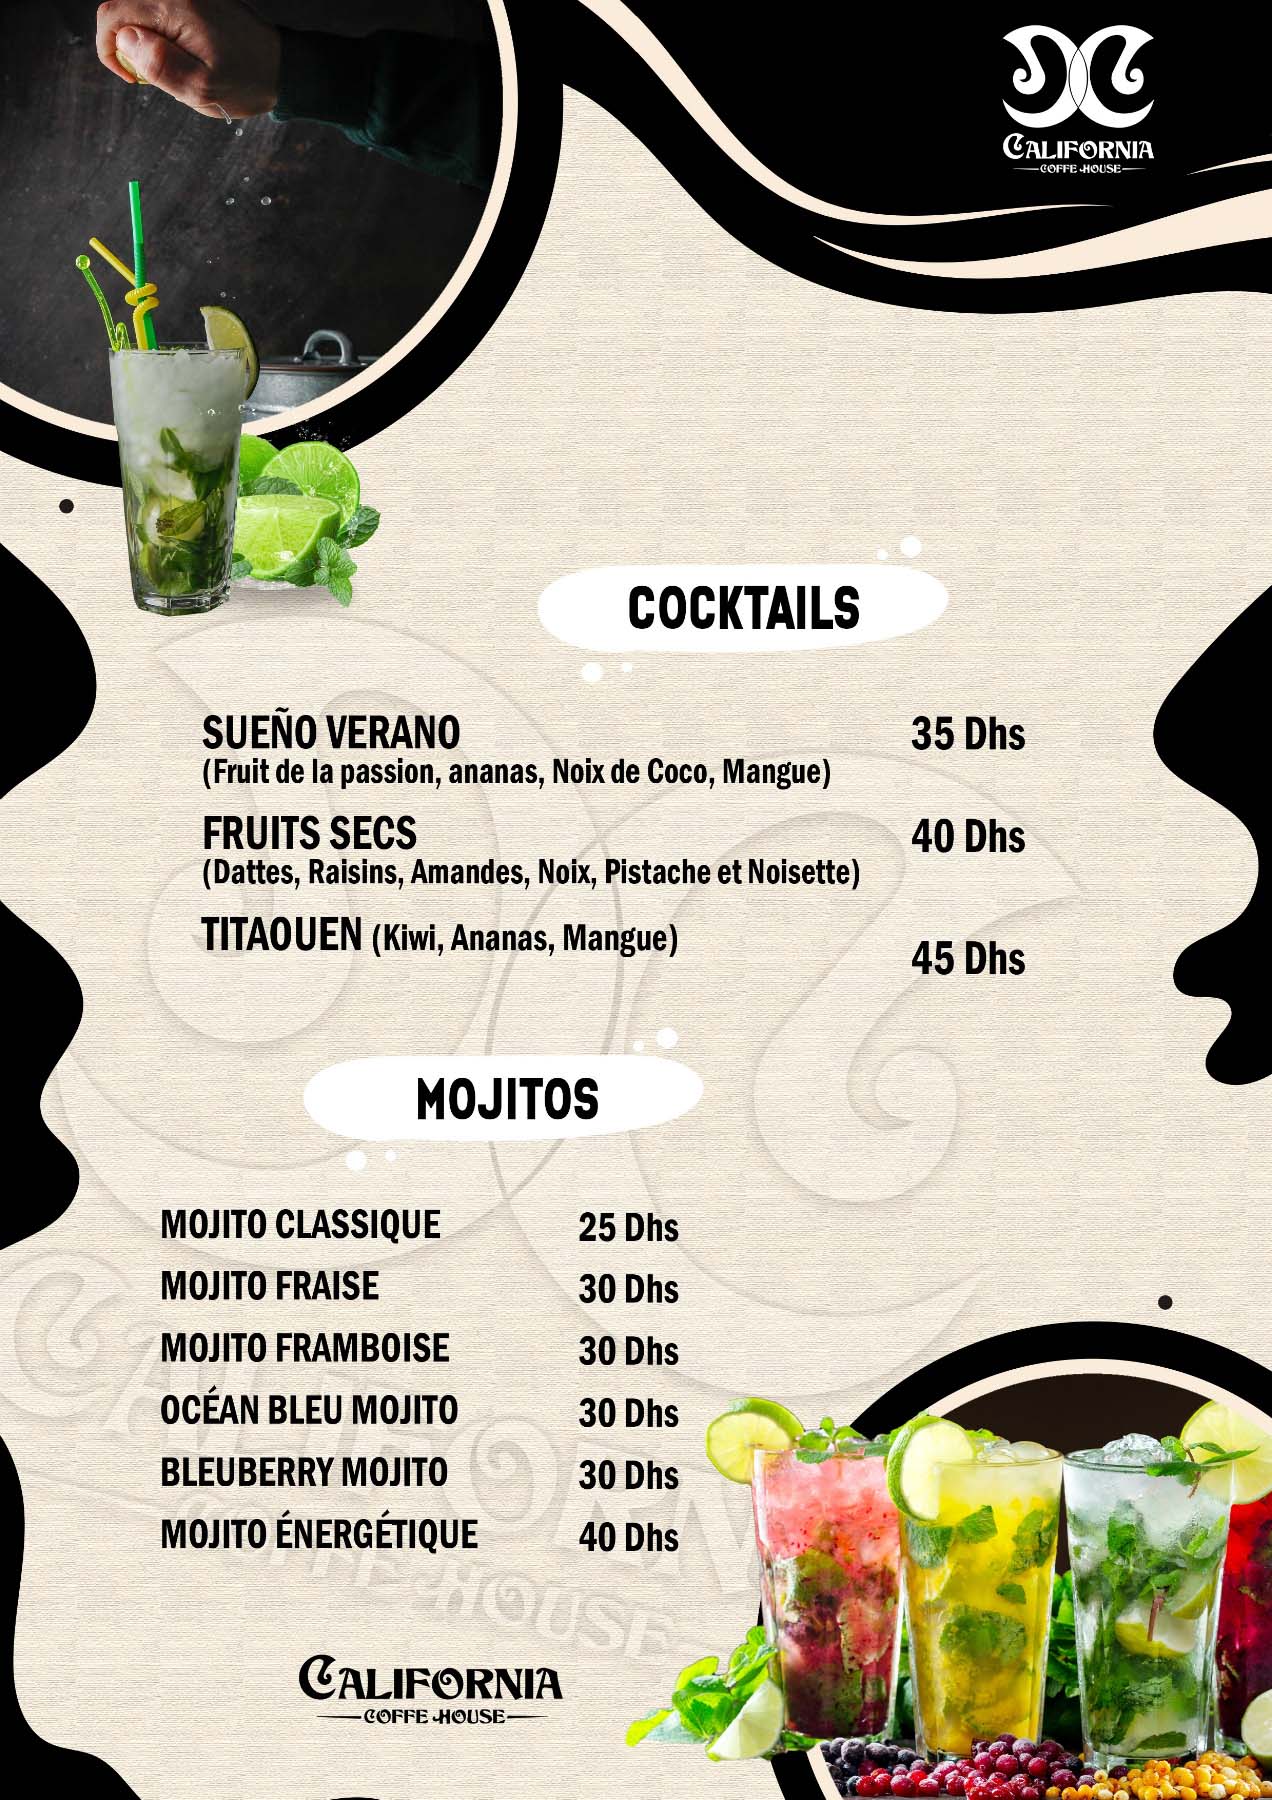 CALIFORNIA
COFFE HOUSE
COCKTAILS
SUEÑO VERANO 35 Dhs
(Fruit de la passion, ananas, Noix de Coco, Mangue)
FRUITS SECS 40 Dhs
(Dattes, Raisins, Amandes, Noix, Pistache et Noisette)
TITAOUEN (Kiwi, Ananas, Mangue) 45 Dhs
MOJITOS
MOJITO CLASSIQUE 25 Dhs
MOJITO FRAISE 30 Dhs
MOJITO FRAMBOISE 30 Dhs
OCÉAN BLEU MOJITO 30 Dhs
BLEUBERRY MOJITO 30 Dhs
MOJITO ÉNERGÉTIQUE 40 Dhs
CALIFORNIA
COFFE HOUSE
CALIFORNIA
COFFE HOUSE